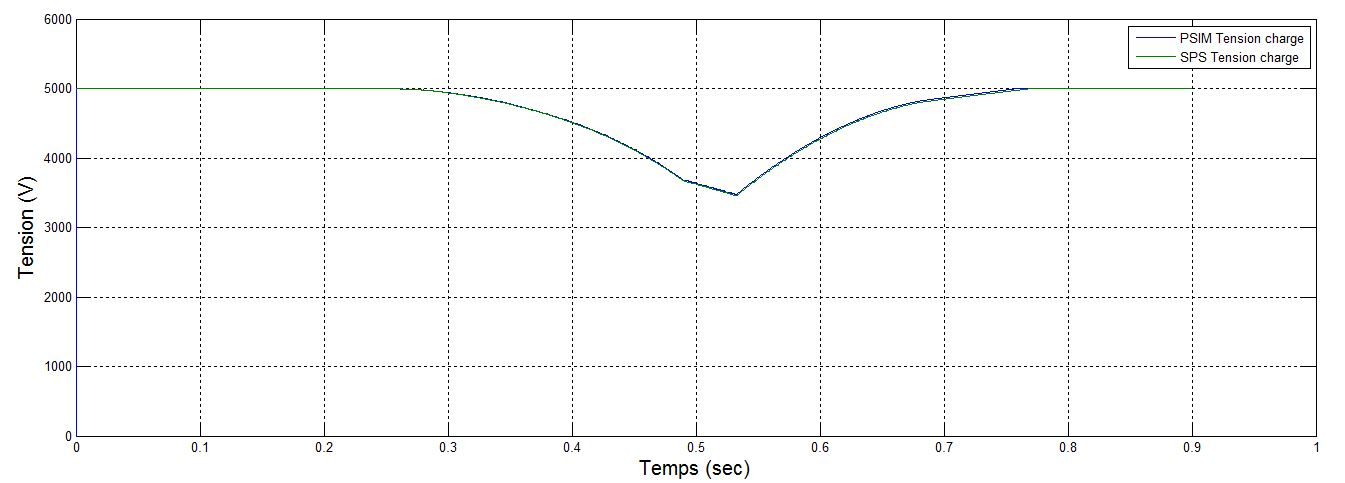 6000
5000
4000
3000
2000
1000
0
Tension (V)
PSIM Tension charge
SPS Tension charge
0 0.1 0.2 0.3 0.4 0.5 0.6 0.7 0.8 0.9 1
Temps (sec)